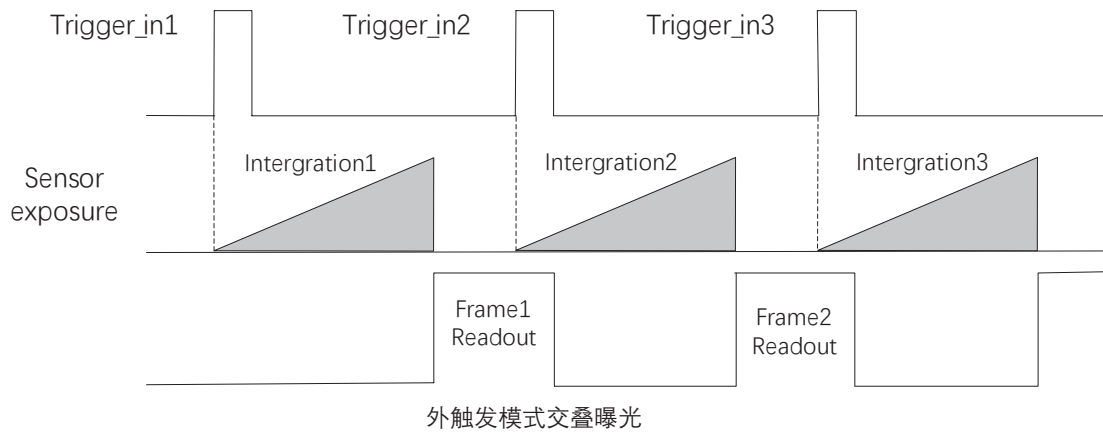 Trigger_in1
Trigger_in2
Trigger_in3
Sensor
exposure
Intergration1
Intergration2
Intergration3
Frame1
Readout
Frame2
Readout
外触发模式交叠曝光